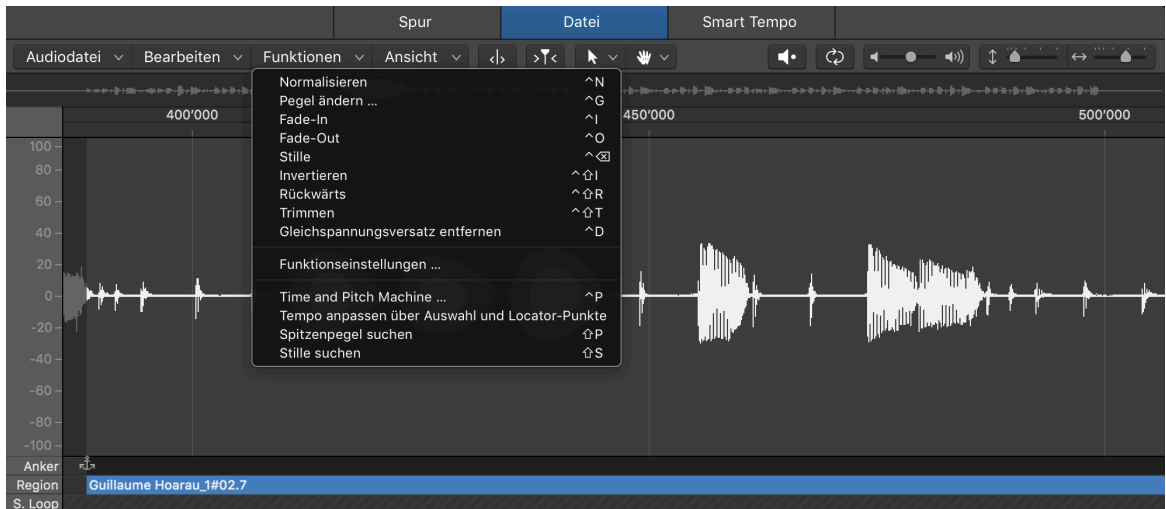 Spur Datei Smart Tempo
Audiodatei Bearbeiten Funktionen Ansicht
400'000 450'000 500'000
Normalisieren ^N
Pegel ändern ... ^G
Fade-In ^I
Fade-Out ^O
Stille ^⌫
Invertieren ^⇧I
Rückwärts ^⇧R
Trimmen ^⇧T
Gleichspannungsversatz entfernen ^D
Funktionseinstellungen ...
Time and Pitch Machine ... ^P
Tempo anpassen über Auswahl und Locator-Punkte
Spitzenpegel suchen ⇧P
Stille suchen ⇧S
100
80
60
40
20
0
-20
-40
-60
-80
-100
Anker
Region Guillaume Hoarau_1#02.7
S. Loop